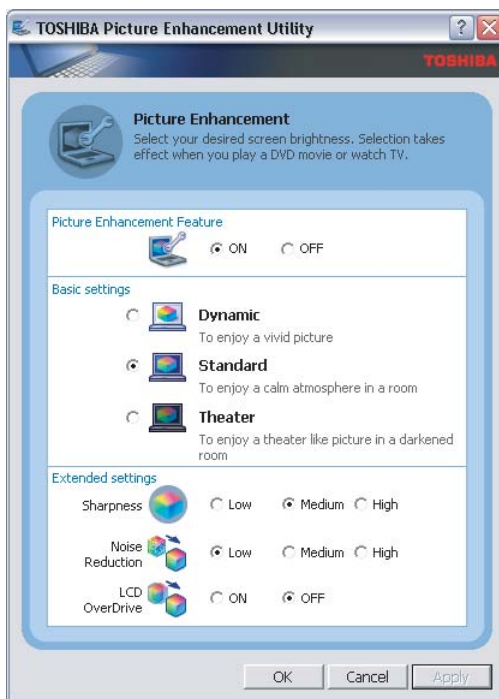 TOSHIBA Picture Enhancement Utility
TOSHIBA
Picture Enhancement
Select your desired screen brightness. Selection takes
effect when you play a DVD movie or watch TV.
Picture Enhancement Feature
ON OFF
Basic settings
Dynamic
To enjoy a vivid picture
Standard
To enjoy a calm atmosphere in a room
Theater
To enjoy a theater like picture in a darkened
room
Extended settings
Sharpness Low Medium High
Noise
Reduction Low Medium High
LCD
OverDrive ON OFF
OK Cancel Apply